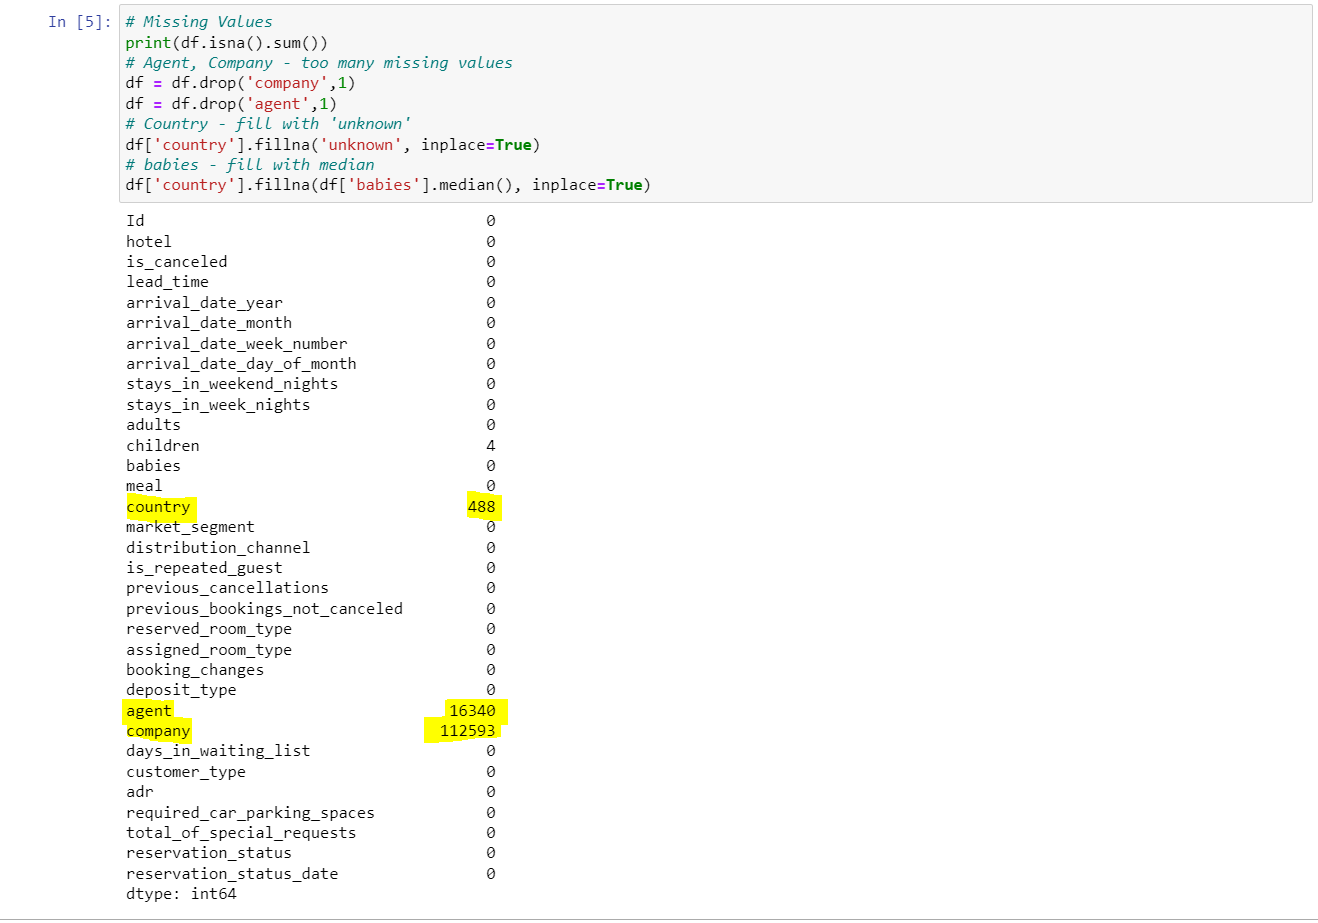 In [5]: # Missing Values
print(df.isna().sum())
# Agent, Company - too many missing values
df = df.drop('company',1)
df = df.drop('agent',1)
# Country - fill with 'unknown'
df['country'].fillna('unknown', inplace=True)
# babies - fill with median
df['country'].fillna(df['babies'].median(), inplace=True)
Id 0
hotel 0
is_canceled 0
lead_time 0
arrival_date_year 0
arrival_date_month 0
arrival_date_week_number 0
arrival_date_day_of_month 0
stays_in_weekend_nights 0
stays_in_week_nights 0
adults 0
children 4
babies 0
meal 0
country 488
market_segment 0
distribution_channel 0
is_repeated_guest 0
previous_cancellations 0
previous_bookings_not_canceled 0
reserved_room_type 0
assigned_room_type 0
booking_changes 0
deposit_type 0
agent 16340
company 112593
days_in_waiting_list 0
customer_type 0
adr 0
required_car_parking_spaces 0
total_of_special_requests 0
reservation_status 0
reservation_status_date 0
dtype: int64